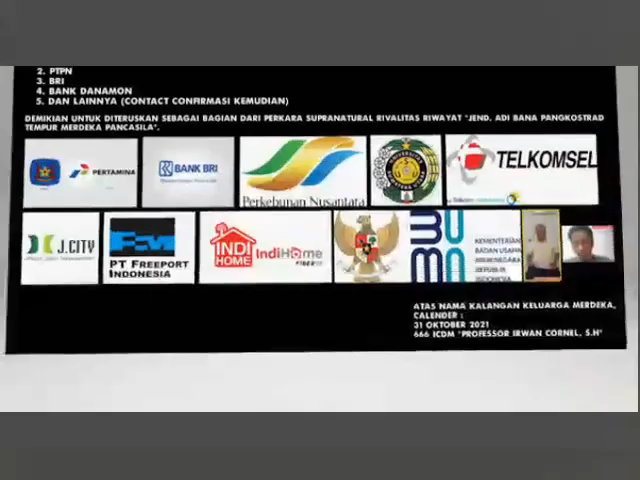 2. PTPN
3. BRI
4. BANK DANAMON
5. DAN LAINNYA (CONTACT CONFIRMASI KEMUDIAN)
DEMIKIAN UNTUK DITERUSKAN SEBAGAI BAGIAN DARI PERKARA SUPRANATURAL RIVALITAS RIWAYAT "JEND. ADI BANA PANGKOSTRAD
TEMPUR MERDEKA PANCASILA".
PERTAMINA
BANK BRI
Perkebunan Nusantara
TELKOMSEL
J.CITY
PT FREEPORT
INDONESIA
INDI
HOME
IndiHome
FIBER
KEMENTERIAN
BADAN USAHA
MILIK NEGARA
REPUBLIK
INDONESIA
ATAS NAMA KALANGAN KELUARGA MERDEKA,
CALENDER :
31 OKTOBER 2021
666 ICDM "PROFESSOR IRWAN CORNEL, S.H"